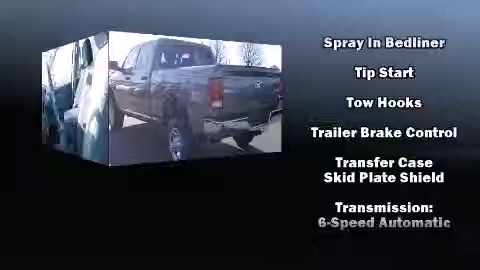 Spray In Bedliner
Tip Start
Tow Hooks
Trailer Brake Control
Transfer Case
Skid Plate Shield
Transmission:
6-Speed Automatic